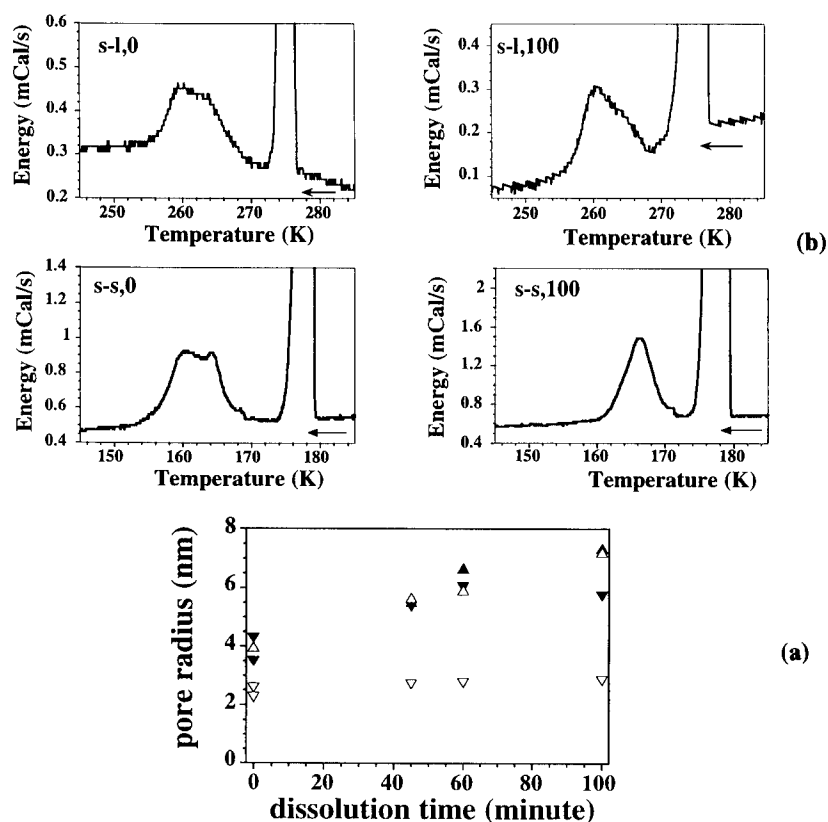 s-l,0
Energy (mCal/s)
0.6
0.5
0.4
0.3
0.2
250 260 270 280
Temperature (K)
s-l,100
Energy (mCal/s)
0.4
0.3
0.2
0.1
250 260 270 280
Temperature (K)
(b)
s-s,0
Energy (mCal/s)
1.4
1.2
1
0.8
0.6
0.4
150 160 170 180
Temperature (K)
s-s,100
Energy (mCal/s)
2
1.6
1.2
0.8
0.4
150 160 170 180
Temperature (K)
pore radius (nm)
8
6
4
2
0
0 20 40 60 80 100
dissolution time (minute)
(a)